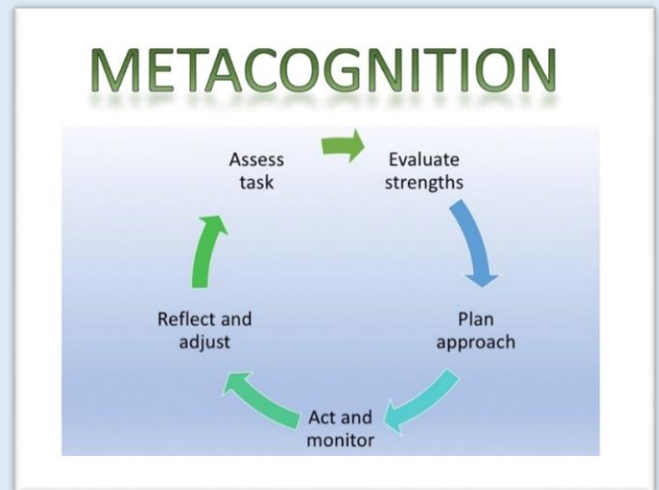 METACOGNITION
Assess
task
Evaluate
strengths
Plan
approach
Act and
monitor
Reflect and
adjust